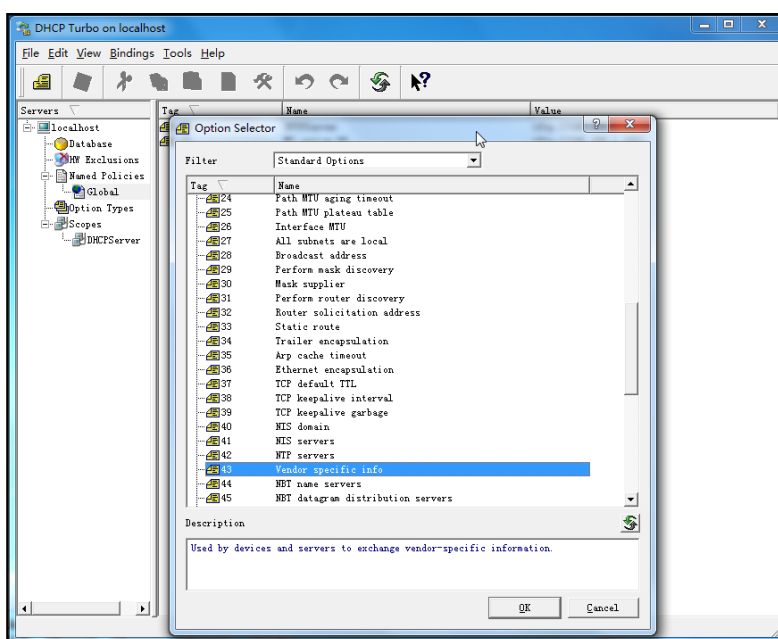 DHCP Turbo on localhost
File Edit View Bindings Tools Help
Servers
localhost
Database
HW Exclusions
Named Policies
Global
Option Types
Scopes
DHCPServer
Tag Name Value
Option Selector
Filter Standard Options
Tag Name
24 Path MTU aging timeout
25 Path MTU plateau table
26 Interface MTU
27 All subnets are local
28 Broadcast address
29 Perform mask discovery
30 Mask supplier
31 Perform router discovery
32 Router solicitation address
33 Static route
34 Trailer encapsulation
35 Arp cache timeout
36 Ethernet encapsulation
37 TCP default TTL
38 TCP keepalive interval
39 TCP keepalive garbage
40 NIS domain
41 NIS servers
42 NTP servers
43 Vendor specific info
44 NBT name servers
45 NBT datagram distribution servers
Description
Used by devices and servers to exchange vendor-specific information.
OK Cancel